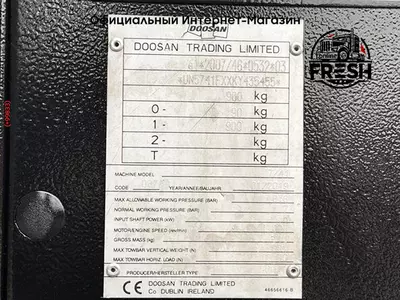 Официальный Интернет-Магазин
DOOSAN
FRESH
DOOSAN TRADING LIMITED
kg
0- kg
1- 900 kg
2- kg
T kg
MACHINE MODEL
CODE YEAR/ANNEE/BAUJAHR
MAX ALLOWABLE WORKING PRESSURE (BAR)
NORMAL WORKING PRESSURE (BAR)
INPUT SHAFT POWER (kW)
MOTOR/ENGINE SPEED (rev/min)
GROSS MASS (kg)
MAX TOWBAR VERTICAL WEIGHT (N)
MAX TOWBAR HORIZ. LOAD (N)
PRODUCER/HERSTELLER TYPE
CE DOOSAN TRADING LIMITED
Co. DUBLIN IRELAND